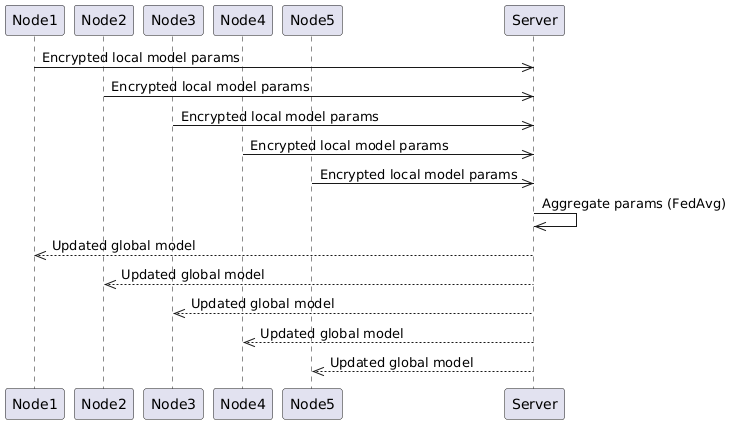 Node1 Node2 Node3 Node4 Node5 Server
Encrypted local model params
Encrypted local model params
Encrypted local model params
Encrypted local model params
Encrypted local model params
Aggregate params (FedAvg)
Updated global model
Updated global model
Updated global model
Updated global model
Updated global model
Node1 Node2 Node3 Node4 Node5 Server